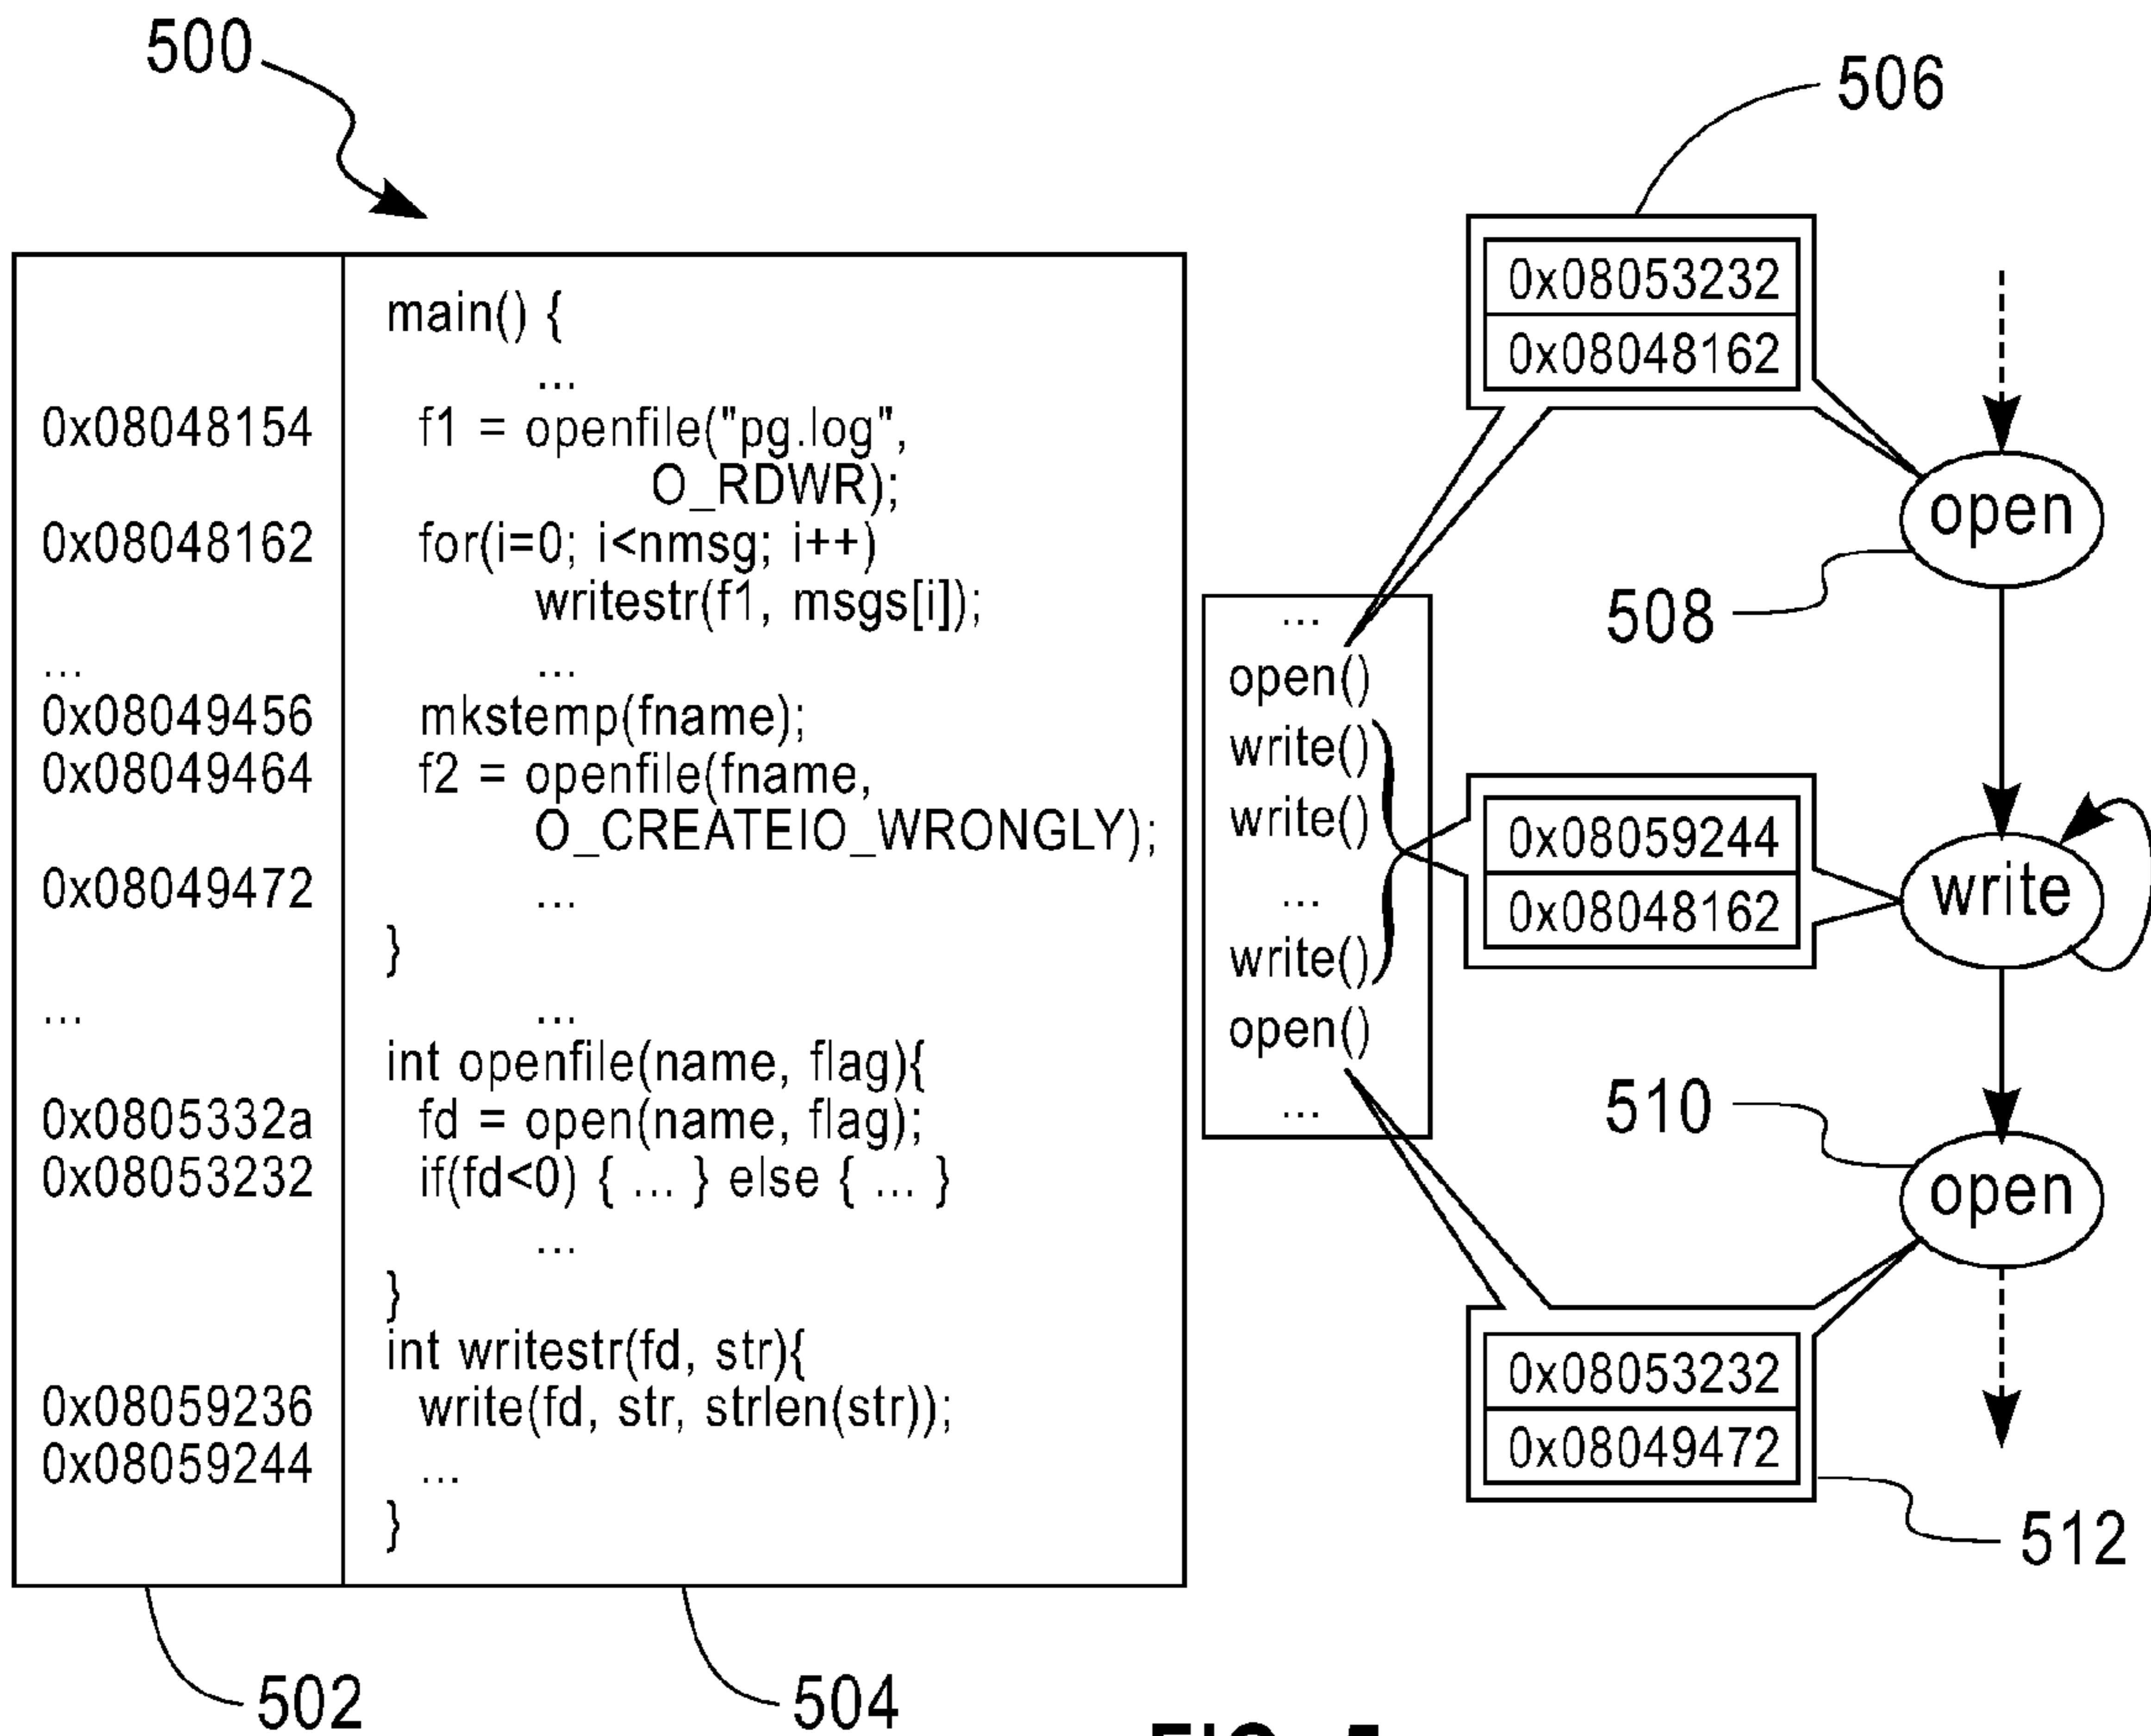 500
506
0x08053232
0x08048162
main() {
...
0x08048154 f1 = openfile("pg.log",
O_RDWR);
0x08048162 for(i=0; i<nmsg; i++)
writestr(f1, msgs[i]);
... ...
0x08049456 mkstemp(fname);
0x08049464 f2 = openfile(fname,
O_CREATEIO_WRONGLY);
0x08049472 ...
}
... ...
int openfile(name, flag){
0x0805332a fd = open(name, flag);
0x08053232 if(fd<0) { ... } else { ... }
...
}
int writestr(fd, str){
0x08059236 write(fd, str, strlen(str));
0x08059244 ...
}
...
open()
write()
write()
...
write()
open()
...
open
508
0x08059244
0x08048162
write
510
open
0x08053232
0x08049472
512
502
504